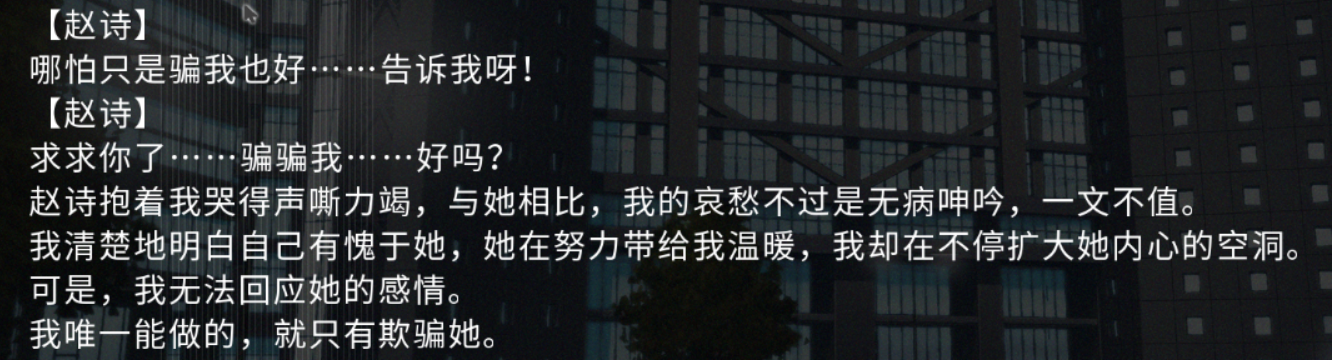 【赵诗】
哪怕只是骗我也好……告诉我呀！
【赵诗】
求求你了……骗骗我……好吗？
赵诗抱着我哭得声嘶力竭，与她相比，我的哀愁不过是无病呻吟，一文不值。
我清楚地明白自己有愧于她，她在努力带给我温暖，我却在不停扩大她内心的空洞。
可是，我无法回应她的感情。
我唯一能做的，就只有欺骗她。